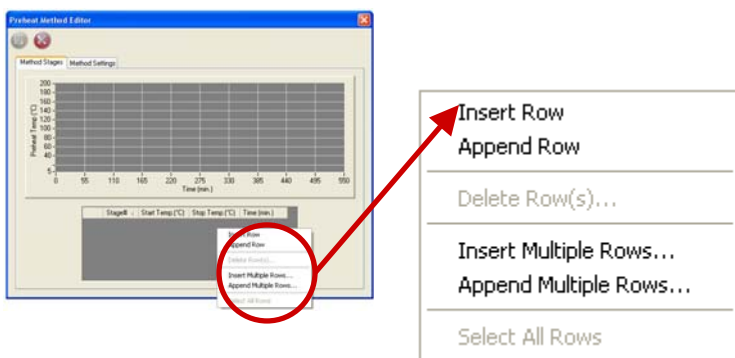 Preheat Method Editor
Method Stages Method Settings
200
180
160
140
120
100
80
60
40
5
Preheat Temp (°C)
0 55 110 165 220 275 330 385 440 495 550
Time (min.)
Stage# Start Temp.(°C) Stop Temp.(°C) Time (min.)
Insert Row
Append Row
Delete Row(s)...
Insert Multiple Rows...
Append Multiple Rows...
Select All Rows
Insert Row
Append Row
Delete Row(s)...
Insert Multiple Rows...
Append Multiple Rows...
Select All Rows